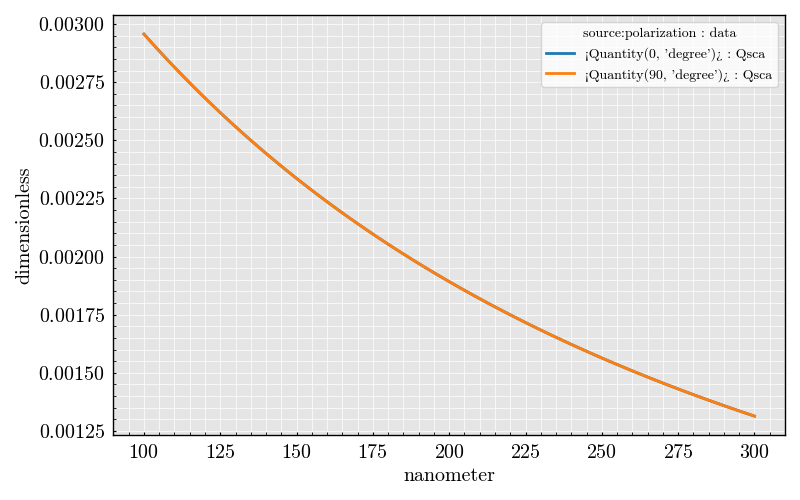 0.00300
0.00275
0.00250
0.00225
0.00200
0.00175
0.00150
0.00125
dimensionless
source:polarization : data
¡Quantity(0, 'degree')¿ : Qsca
¡Quantity(90, 'degree')¿ : Qsca
100 125 150 175 200 225 250 275 300
nanometer